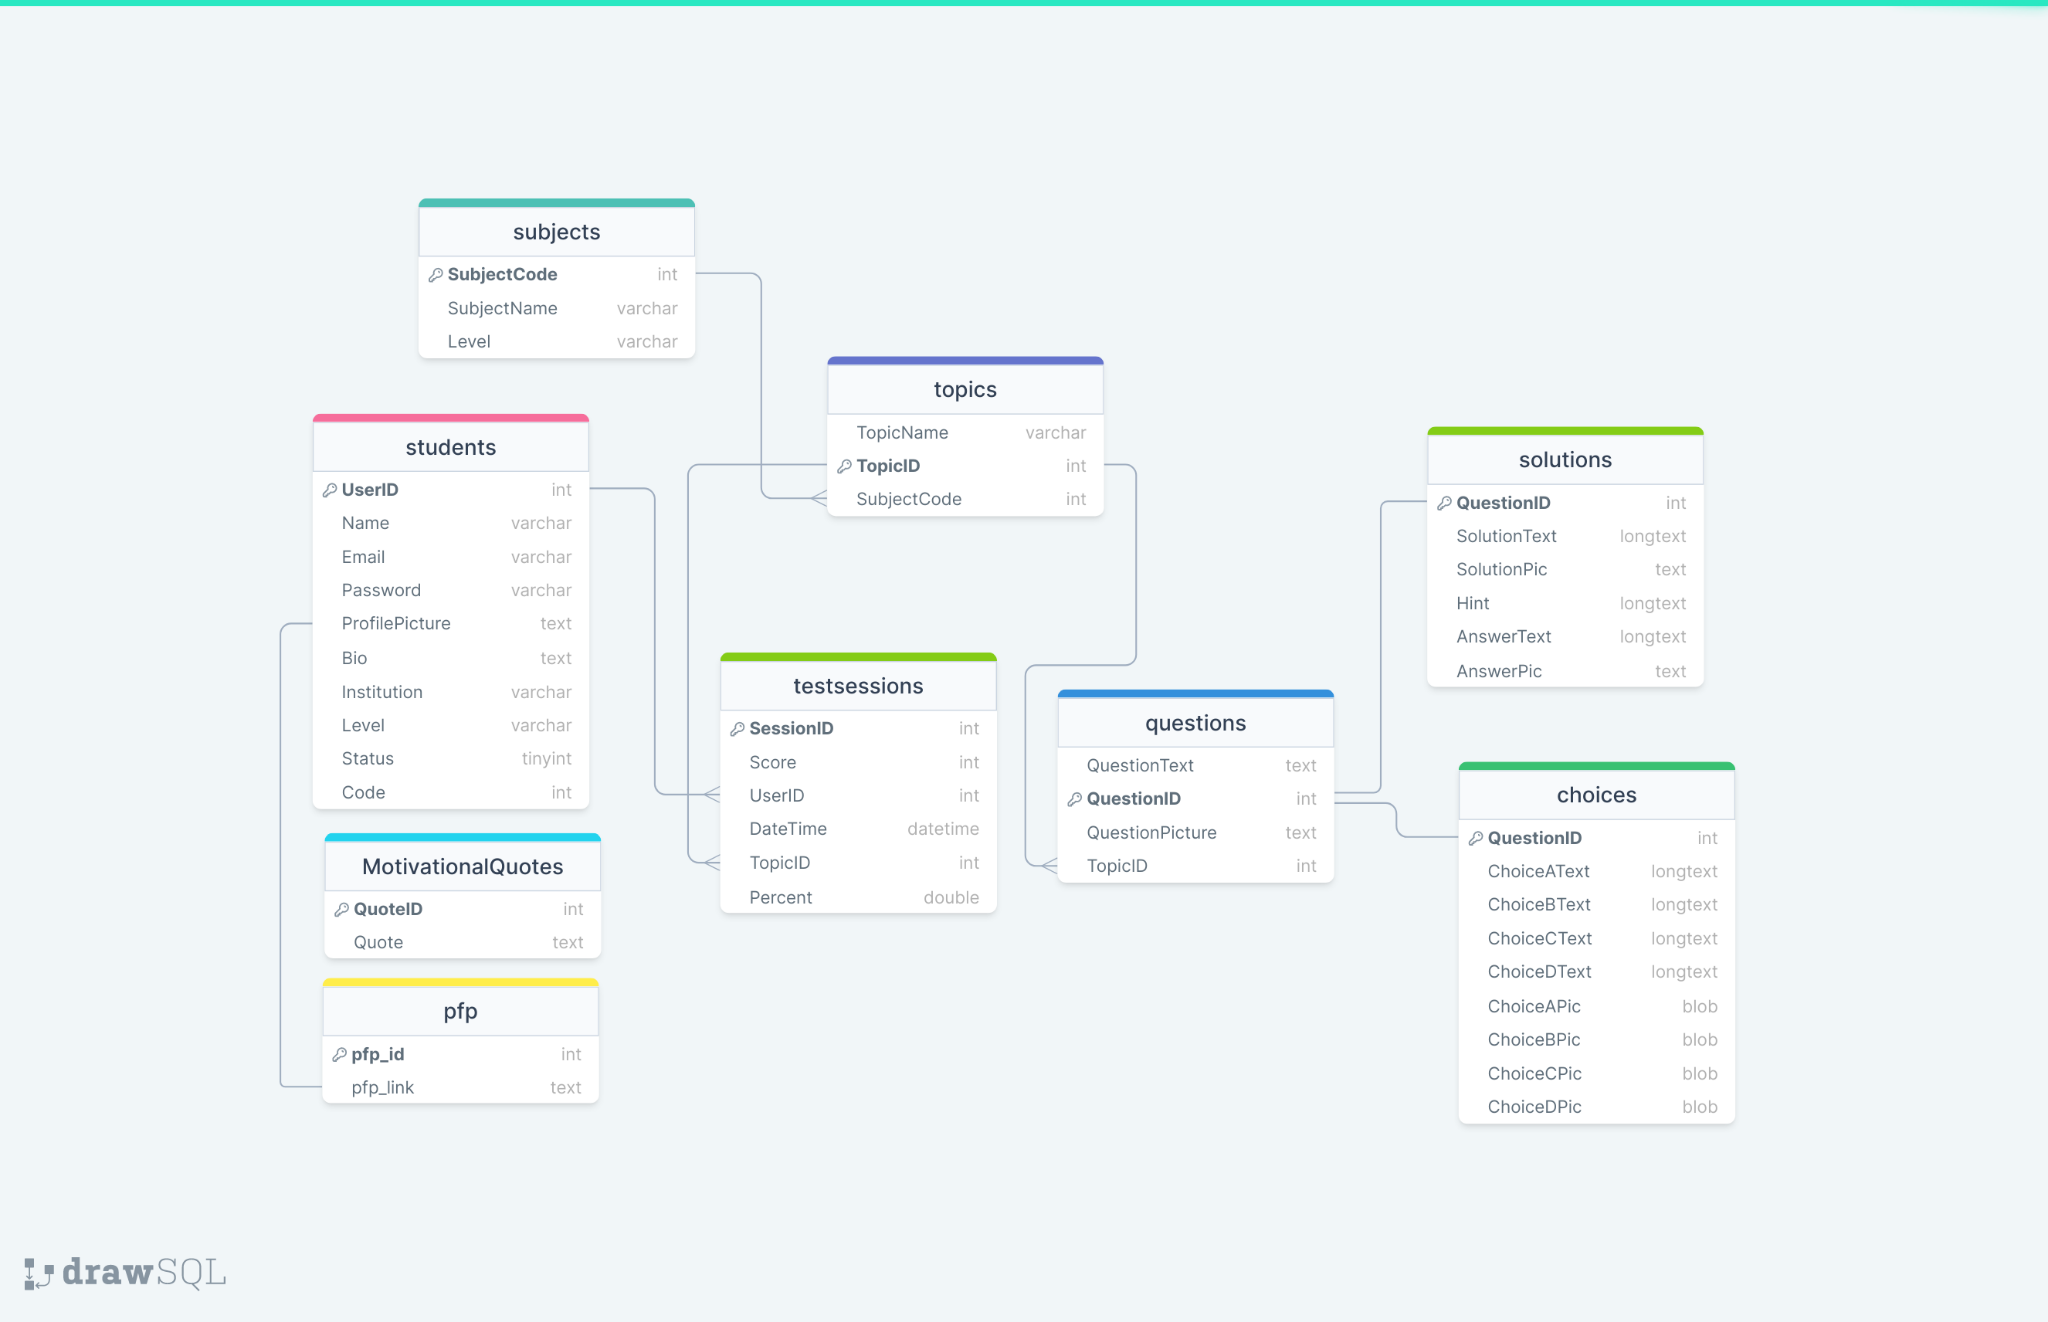 subjects
SubjectCode int
SubjectName varchar
Level varchar
topics
TopicName varchar
TopicID int
SubjectCode int
students
UserID int
Name varchar
Email varchar
Password varchar
ProfilePicture text
Bio text
Institution varchar
Level varchar
Status tinyint
Code int
solutions
QuestionID int
SolutionText longtext
SolutionPic text
Hint longtext
AnswerText longtext
AnswerPic text
testsessions
SessionID int
Score int
UserID int
DateTime datetime
TopicID int
Percent double
questions
QuestionText text
QuestionID int
QuestionPicture text
TopicID int
choices
QuestionID int
ChoiceAText longtext
ChoiceBText longtext
ChoiceCText longtext
ChoiceDText longtext
ChoiceAPic blob
ChoiceBPic blob
ChoiceCPic blob
ChoiceDPic blob
MotivationalQuotes
QuoteID int
Quote text
pfp
pfp_id int
pfp_link text
drawSQL